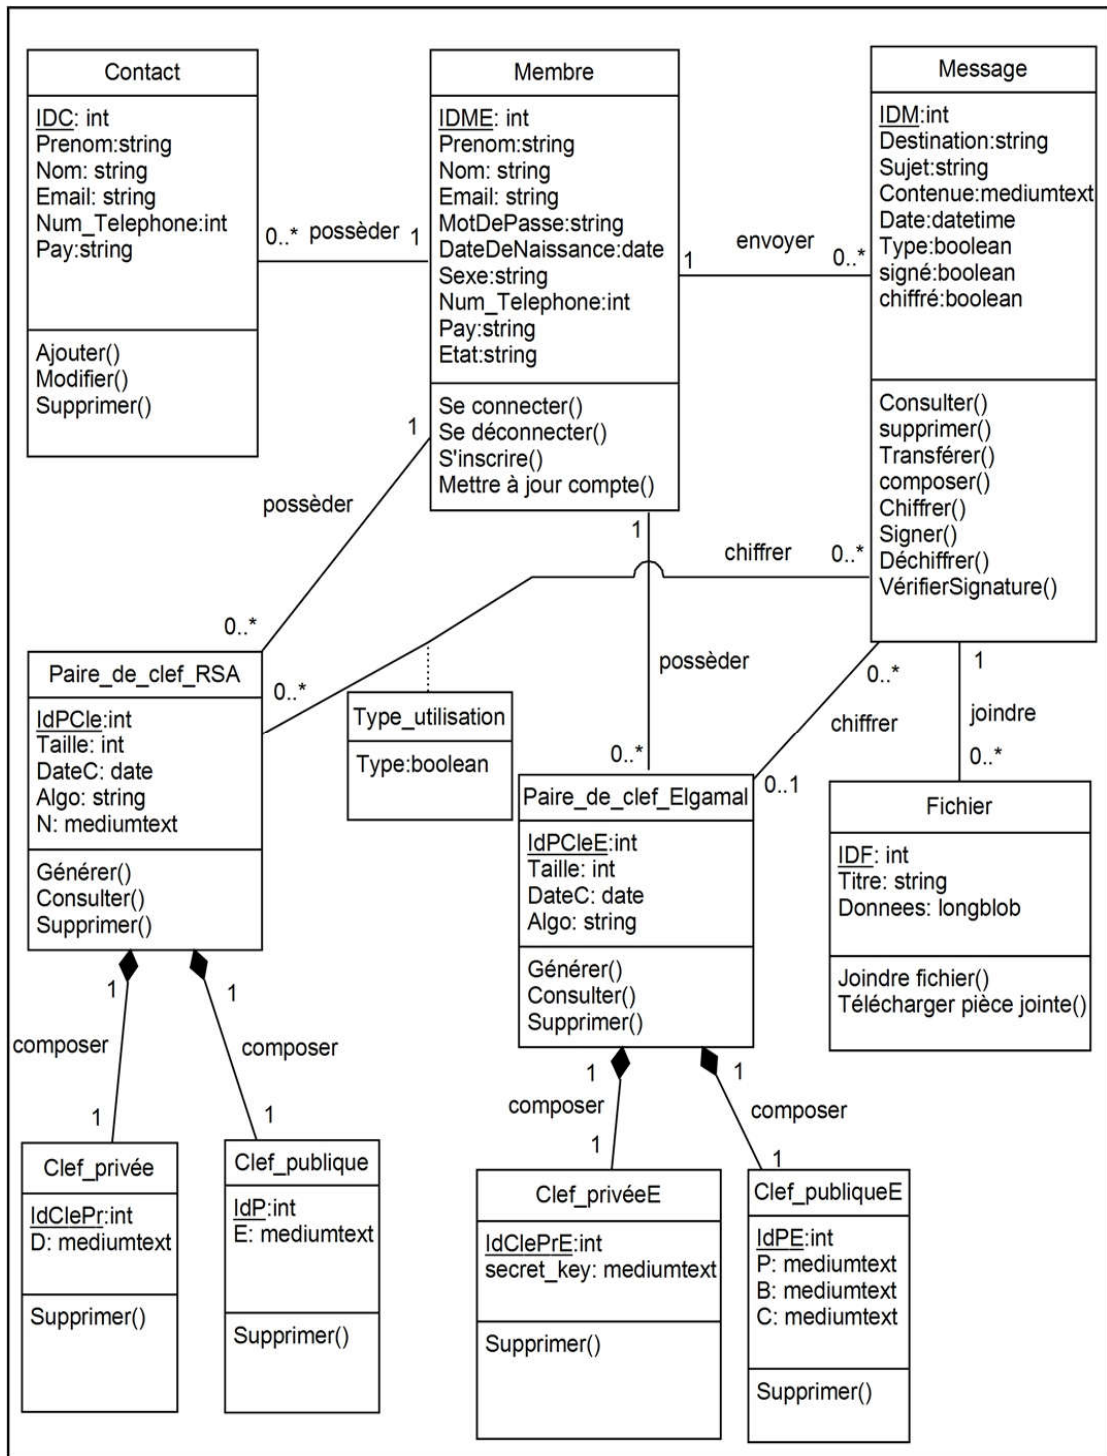 Contact
IDC: int
Prenom:string
Nom: string
Email: string
Num_Telephone:int
Pay:string
Ajouter()
Modifier()
Supprimer()
0..*
possèder
1
Membre
IDME: int
Prenom:string
Nom: string
Email: string
MotDePasse:string
DateDeNaissance:date
Sexe:string
Num_Telephone:int
Pay:string
Etat:string
Se connecter()
Se déconnecter()
S'inscrire()
Mettre à jour compte()
1
envoyer
0..*
Message
IDM:int
Destination:string
Sujet:string
Contenue:mediumtext
Date:datetime
Type:boolean
signé:boolean
chiffré:boolean
Consulter()
supprimer()
Transférer()
composer()
Chiffrer()
Signer()
Déchiffrer()
VérifierSignature()
1
possèder
0..*
1
possèder
0..*
chiffrer
0..*
0..*
Type_utilisation
Type:boolean
0..*
chiffrer
0..1
1
joindre
0..*
Paire_de_clef_RSA
IdPCle:int
Taille: int
DateC: date
Algo: string
N: mediumtext
Générer()
Consulter()
Supprimer()
Paire_de_clef_Elgamal
IdPCleE:int
Taille: int
DateC: date
Algo: string
Générer()
Consulter()
Supprimer()
Fichier
IDF: int
Titre: string
Donnees: longblob
Joindre fichier()
Télécharger pièce jointe()
1
composer
1
1
composer
1
1
composer
1
1
composer
1
Clef_privée
IdClePr:int
D: mediumtext
Supprimer()
Clef_publique
IdP:int
E: mediumtext
Supprimer()
Clef_privéeE
IdClePrE:int
secret_key: mediumtext
Supprimer()
Clef_publiqueE
IdPE:int
P: mediumtext
B: mediumtext
C: mediumtext
Supprimer()